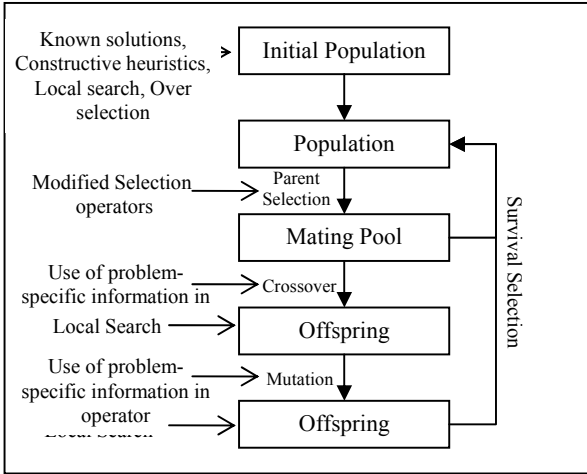 Known solutions,
Constructive heuristics,
Local search, Over
selection
Initial Population
Population
Modified Selection
operators
Parent
Selection
Mating Pool
Use of problem-
specific information in
Crossover
Local Search
Offspring
Use of problem-
specific information in
operator
Mutation
Local Search
Offspring
Survival Selection